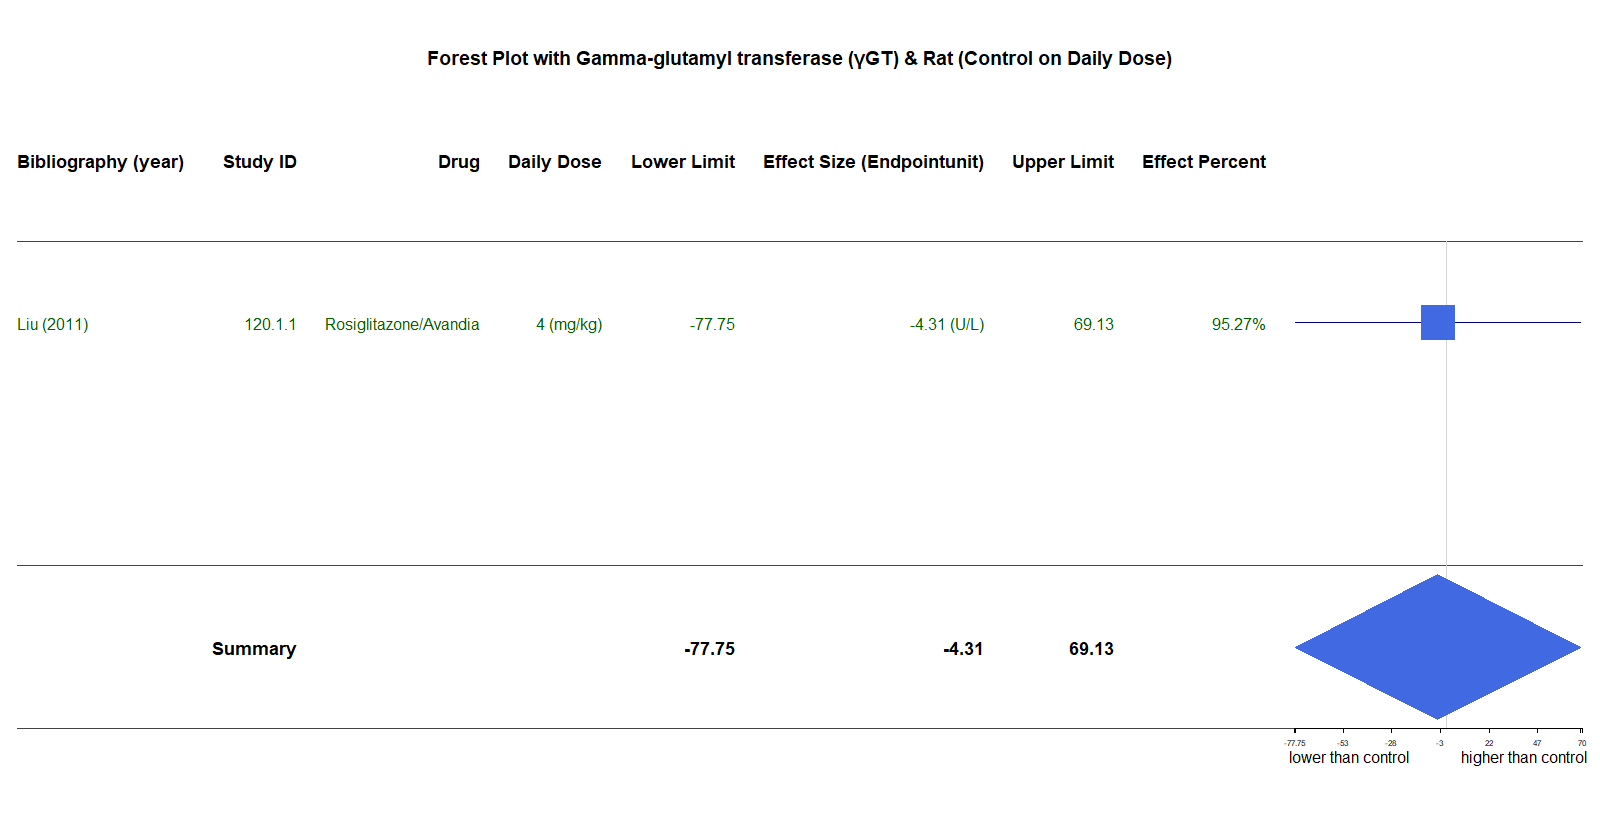 Forest Plot with Gamma-glutamyl transferase (γGT) & Rat (Control on Daily Dose)
Bibliography (year) Study ID Drug Daily Dose Lower Limit Effect Size (Endpointunit) Upper Limit Effect Percent
Liu (2011) 120.1.1 Rosiglitazone/Avandia 4 (mg/kg) -77.75 -4.31 (U/L) 69.13 95.27%
Summary -77.75 -4.31 69.13
-77.75 -53 -28 -3 22 47 70
lower than control higher than control